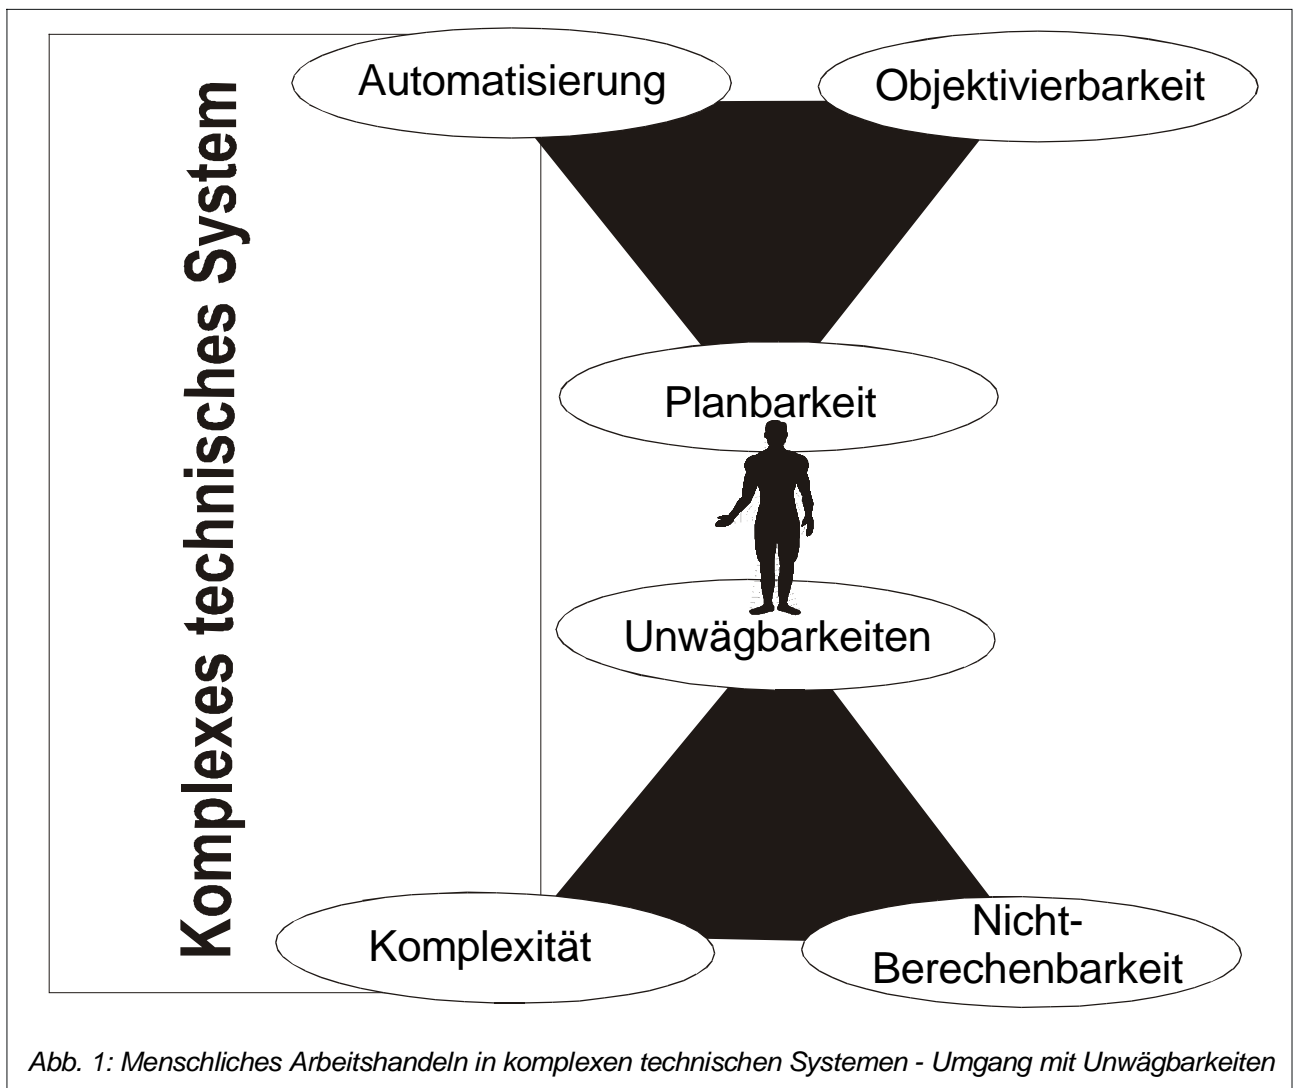 Komplexes technisches System
Automatisierung
Objektivierbarkeit
Planbarkeit
Unwägbarkeiten
Komplexität
Nicht-
Berechenbarkeit
Abb. 1: Menschliches Arbeitshandeln in komplexen technischen Systemen - Umgang mit Unwägbarkeiten